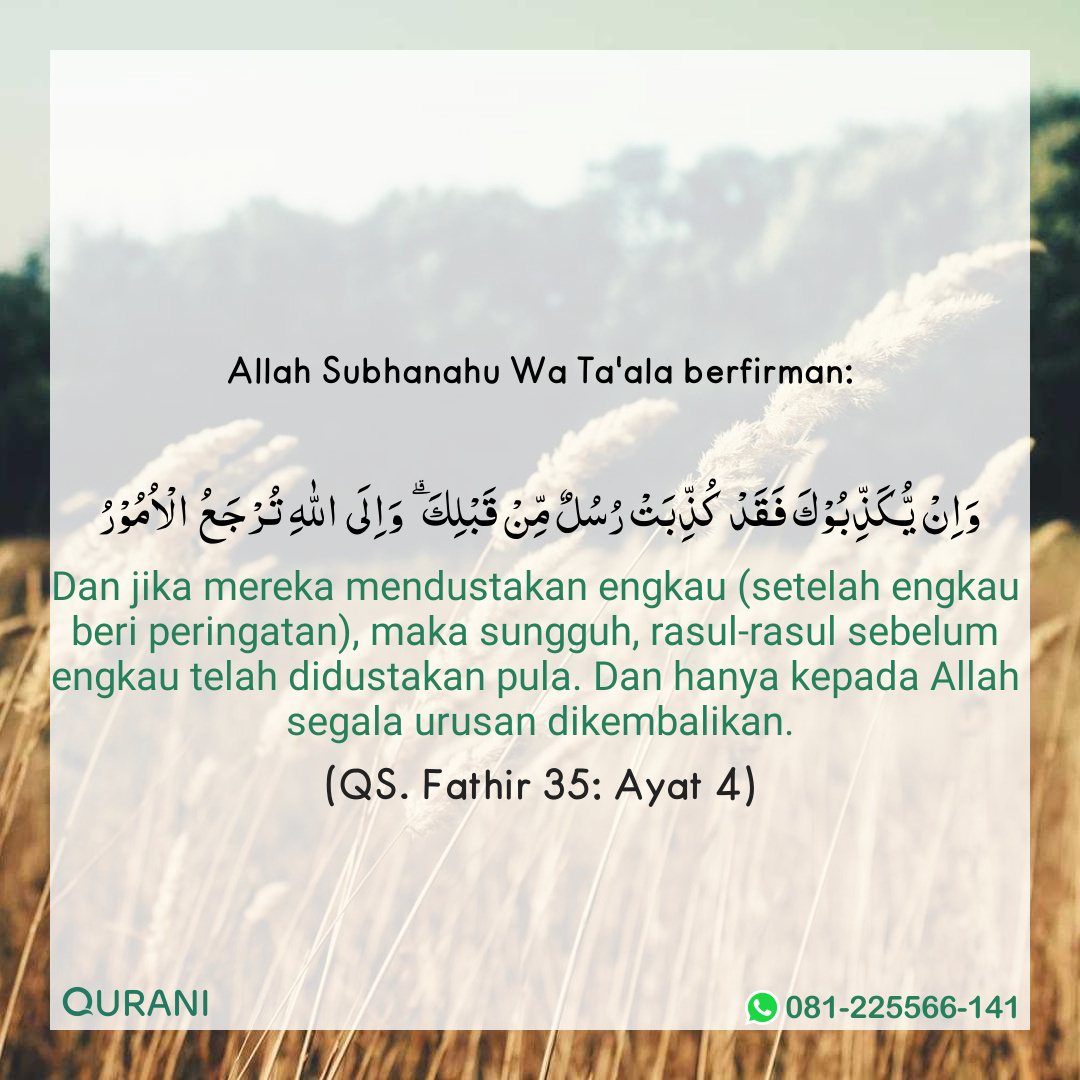 Allah Subhanahu Wa Ta'ala berfirman:
وَاِنْ يُّكَذِّبُوْكَ فَقَدْ كُذِّبَتْ رُسُلٌ مِّنْ قَبْلِكَ ۗوَاِلَى اللّٰهِ تُرْجَعُ الْاُمُوْرُ
Dan jika mereka mendustakan engkau (setelah engkau
beri peringatan), maka sungguh, rasul-rasul sebelum
engkau telah didustakan pula. Dan hanya kepada Allah
segala urusan dikembalikan.
(QS. Fathir 35: Ayat 4)
QURANI
081-225566-141